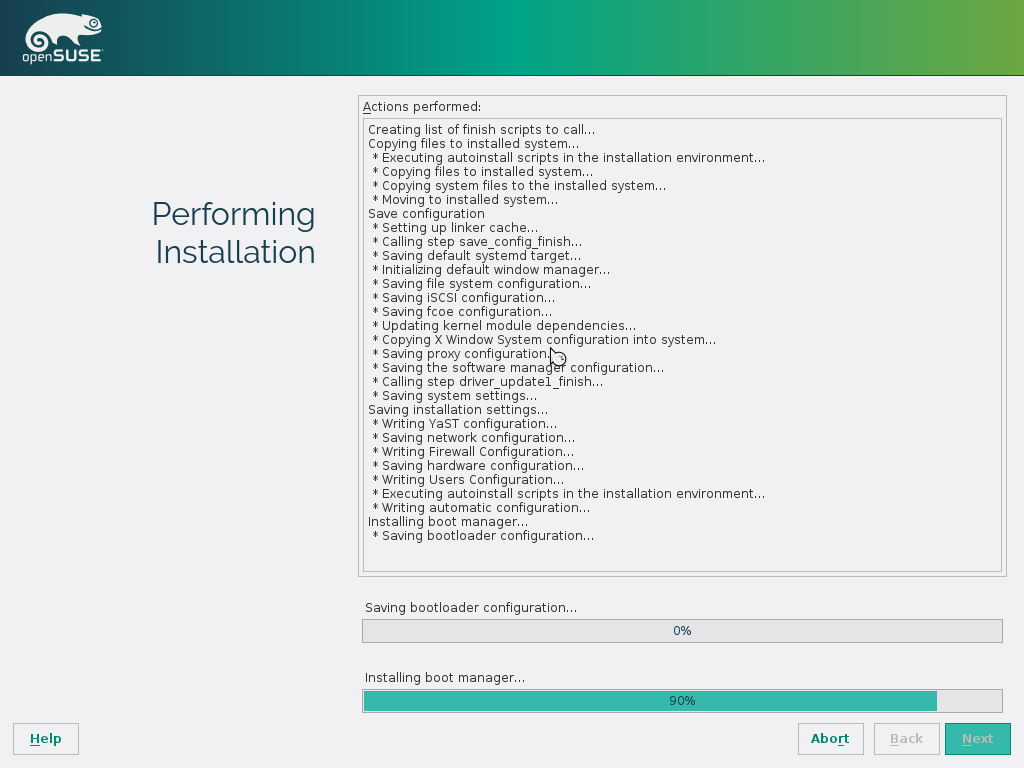 openSUSE
Performing
Installation
Actions performed:
Creating list of finish scripts to call...
Copying files to installed system...
* Executing autoinstall scripts in the installation environment...
* Copying files to installed system...
* Copying system files to the installed system...
* Moving to installed system...
Save configuration
* Setting up linker cache...
* Calling step save_config_finish...
* Saving default systemd target...
* Initializing default window manager...
* Saving file system configuration...
* Saving iSCSI configuration...
* Saving fcoe configuration...
* Updating kernel module dependencies...
* Copying X Window System configuration into system...
* Saving proxy configuration...
* Saving the software manager configuration...
* Calling step driver_update1_finish...
* Saving system settings...
Saving installation settings...
* Writing YaST configuration...
* Saving network configuration...
* Writing Firewall Configuration...
* Saving hardware configuration...
* Writing Users Configuration...
* Executing autoinstall scripts in the installation environment...
* Writing automatic configuration...
Installing boot manager...
* Saving bootloader configuration...
Saving bootloader configuration...
0%
Installing boot manager...
90%
Help
Abort
Back
Next